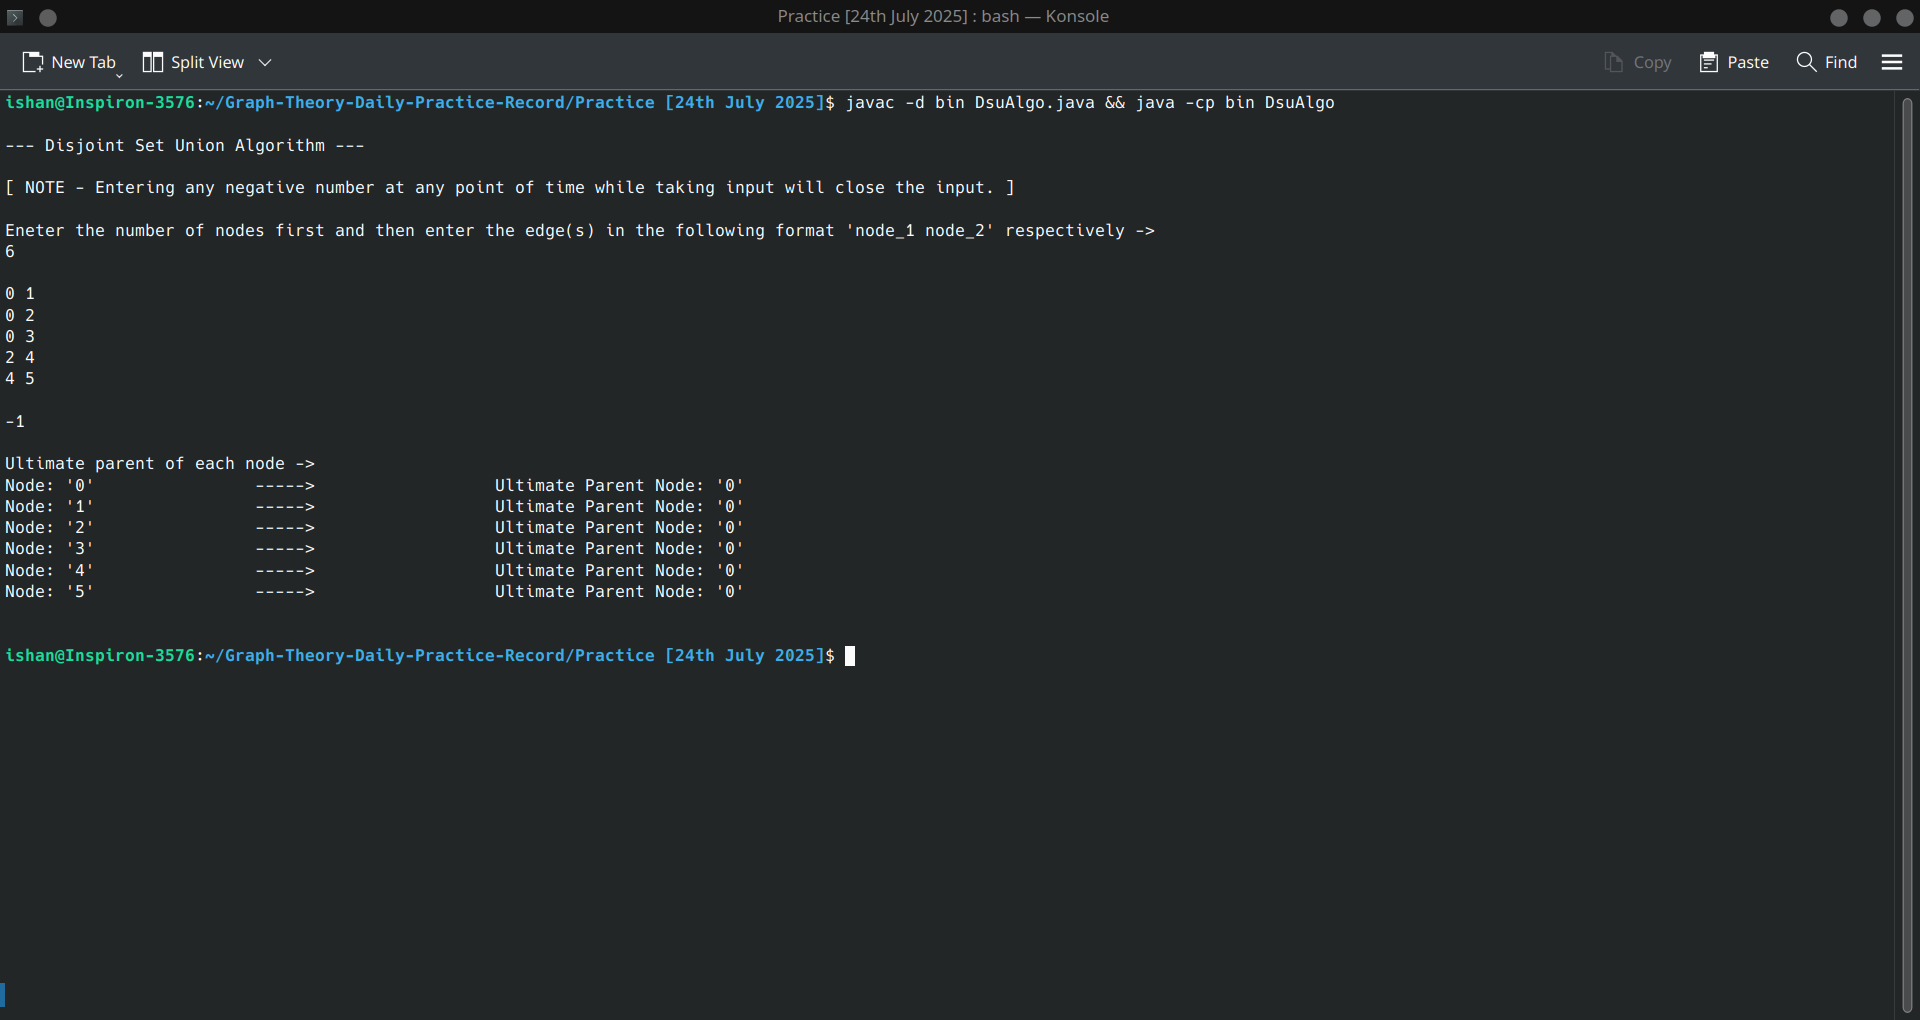 Practice [24th July 2025] : bash — Konsole
New Tab Split View Copy Paste Find
ishan@Inspiron-3576:~/Graph-Theory-Daily-Practice-Record/Practice [24th July 2025]$ javac -d bin DsuAlgo.java && java -cp bin DsuAlgo
--- Disjoint Set Union Algorithm ---
[ NOTE - Entering any negative number at any point of time while taking input will close the input. ]
Eneter the number of nodes first and then enter the edge(s) in the following format 'node_1 node_2' respectively ->
6
0 1
0 2
0 3
2 4
4 5
-1
Ultimate parent of each node ->
Node: '0' -----> Ultimate Parent Node: '0'
Node: '1' -----> Ultimate Parent Node: '0'
Node: '2' -----> Ultimate Parent Node: '0'
Node: '3' -----> Ultimate Parent Node: '0'
Node: '4' -----> Ultimate Parent Node: '0'
Node: '5' -----> Ultimate Parent Node: '0'
ishan@Inspiron-3576:~/Graph-Theory-Daily-Practice-Record/Practice [24th July 2025]$